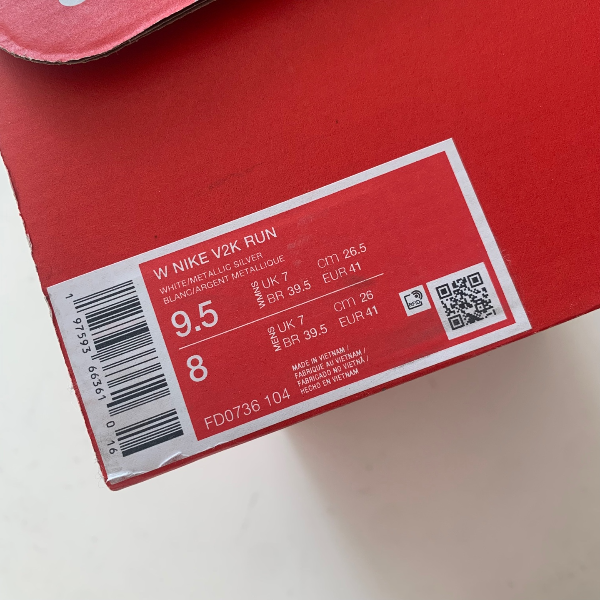 W NIKE V2K RUN
WHITE/METALLIC SILVER
BLANC/ARGENT METALLIQUE
9.5
WMNS UK 7 cm 26.5
BR 39.5 EUR 41
8
MENS UK 7 cm 26
BR 39.5 EUR 41
MADE IN VIETNAM /
FABRIQUE AU VIETNAM /
FABRICADO NO VIETNÃ /
HECHO EN VIETNAM
FD0736 104
RFID
1 97593 66361 0 16